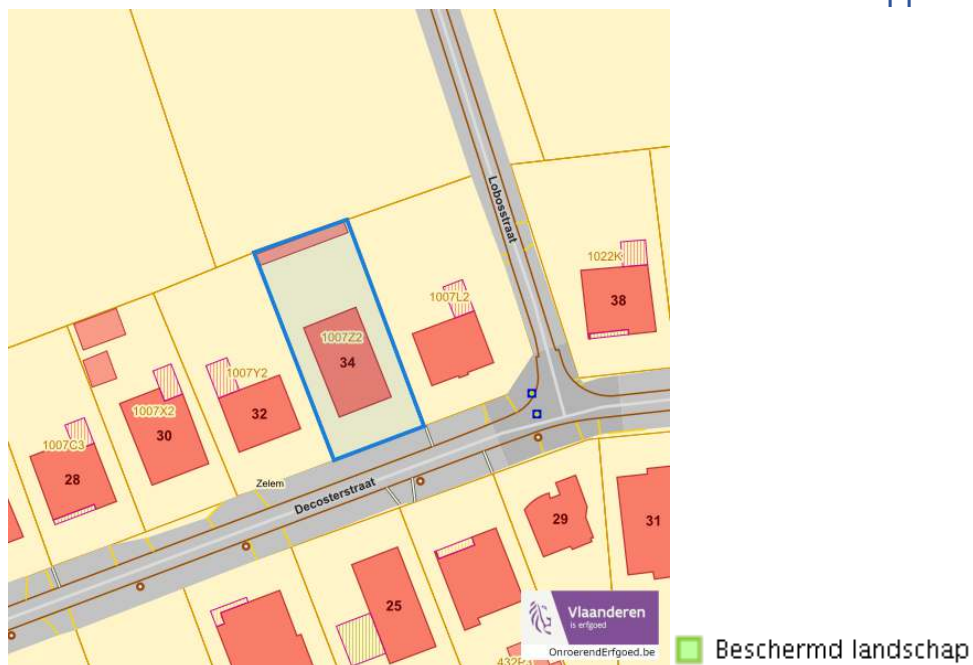 Lobosstraat
1022K
38
1007L2
1007Z2
34
1007Y2
32
1007X2
30
1007C3
28
Zelem
Decosterstraat
29
31
25
Vlaanderen
is erfgoed
OnroerendErfgoed.be
Beschermd landschap